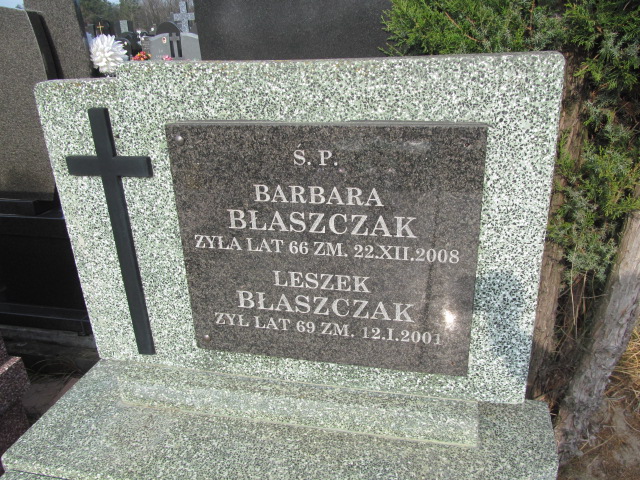 Ś. P.
BARBARA
BŁASZCZAK
ŻYŁA LAT 66 ZM. 22.XII.2008
LESZEK
BŁASZCZAK
ŻYŁ LAT 69 ZM. 12.I.2001